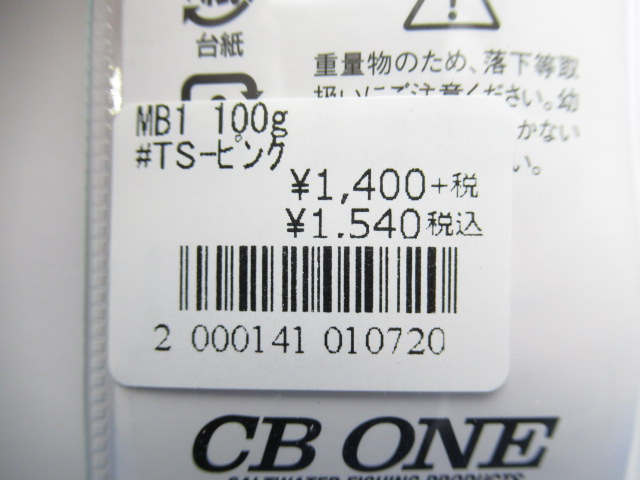 台紙
重量物のため、落下等取
扱いにご注意ください。幼
かない
い。
MB1 100g
#TS-ピンク
¥1,400+税
¥1.540税込
2 000141 010720
CB ONE
SALTWATER FISHING PRODUCTS